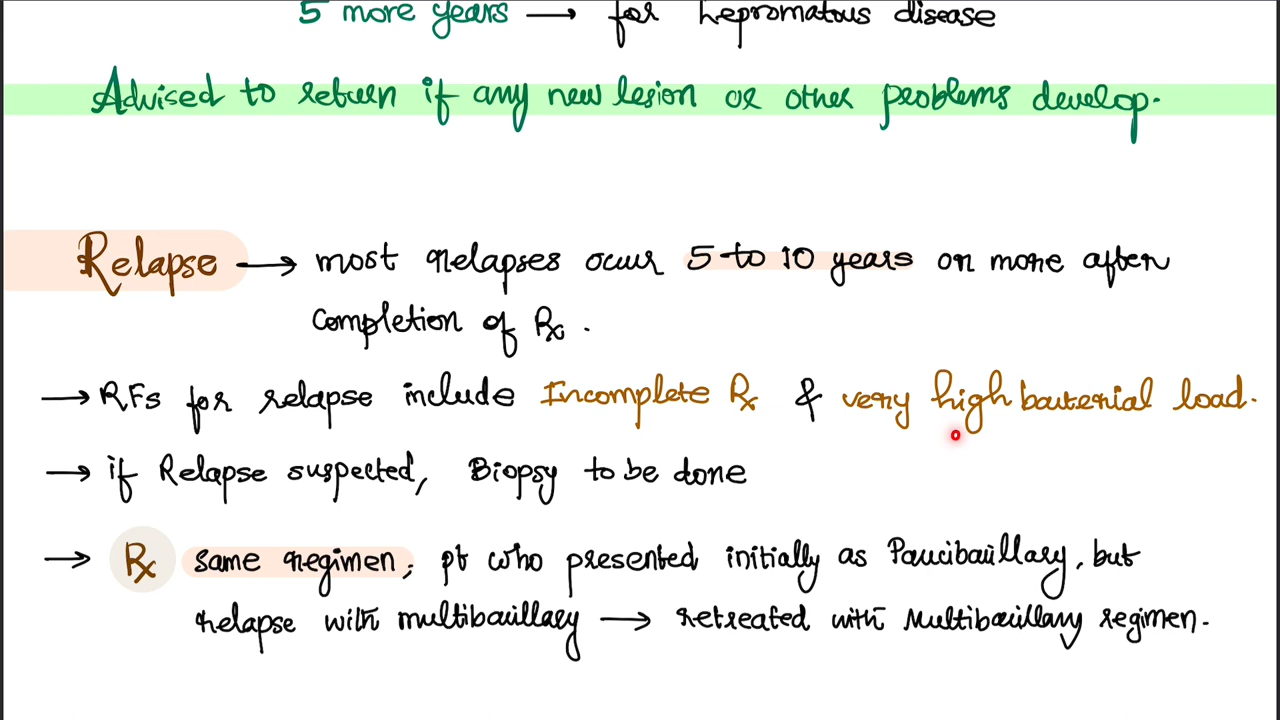 5 more years → for lepromatous disease
Advised to return if any new lesion or other problems develop.
Relapse → most relapses occur 5 to 10 years or more after
completion of Rx.
→ RFs for relapse include Incomplete Rx & very high bacterial load.
→ if Relapse suspected, Biopsy to be done
→ Rx same regimen; pt who presented initially as Paucibacillary, but
relapse with multibacillary → retreated with Multibacillary regimen.